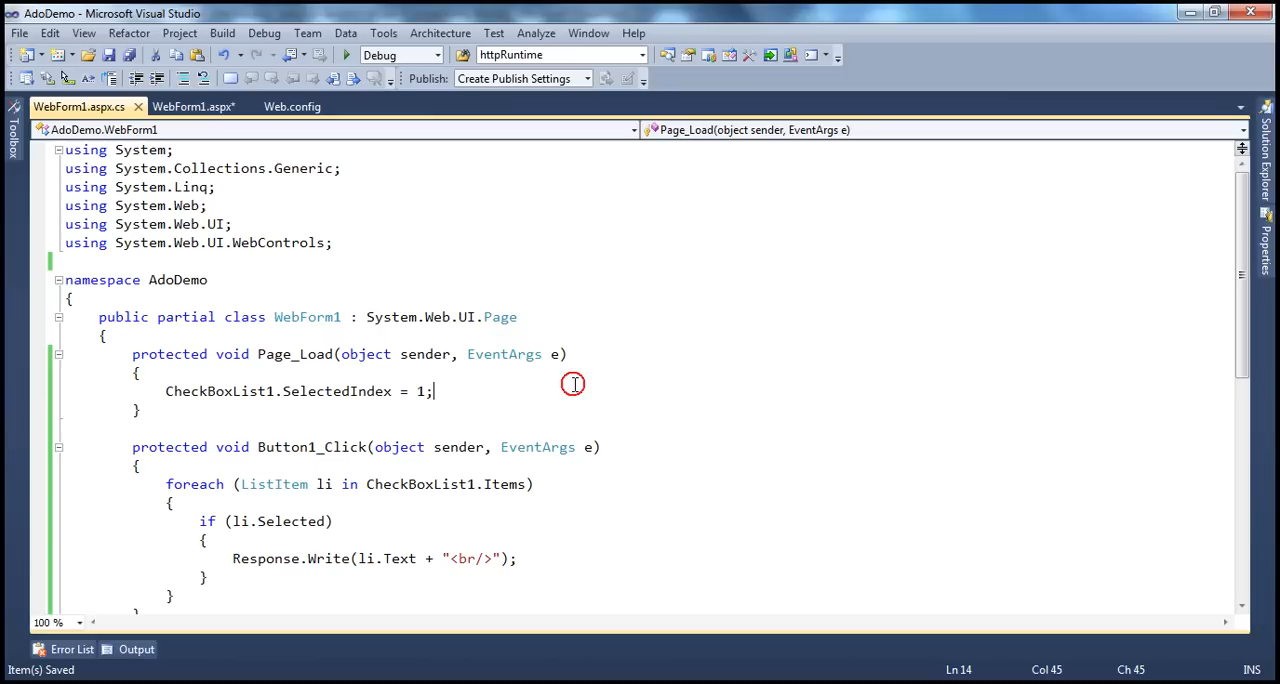 AdoDemo - Microsoft Visual Studio
File Edit View Refactor Project Build Debug Team Data Tools Architecture Test Analyze Window Help
Debug httpRuntime
Publish: Create Publish Settings
WebForm1.aspx.cs WebForm1.aspx* Web.config
AdoDemo.WebForm1 Page_Load(object sender, EventArgs e)
Toolbox
Solution Explorer
Properties
using System;
using System.Collections.Generic;
using System.Linq;
using System.Web;
using System.Web.UI;
using System.Web.UI.WebControls;
namespace AdoDemo
{
public partial class WebForm1 : System.Web.UI.Page
{
protected void Page_Load(object sender, EventArgs e)
{
CheckBoxList1.SelectedIndex = 1;
}
protected void Button1_Click(object sender, EventArgs e)
{
foreach (ListItem li in CheckBoxList1.Items)
{
if (li.Selected)
{
Response.Write(li.Text + "<br/>");
}
}
}
100 %
Error List Output
Item(s) Saved Ln 14 Col 45 Ch 45 INS